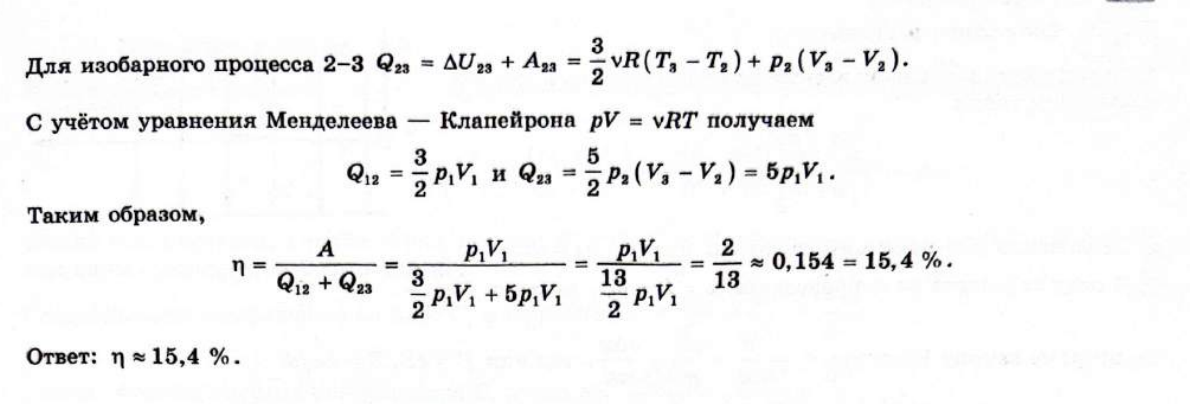 Для изобарного процесса 2–3 Q₂₃ = ΔU₂₃ + A₂₃ = 3/2 νR(T₃ − T₂) + p₂(V₃ − V₂).
С учётом уравнения Менделеева — Клапейрона pV = νRT получаем
Q₁₂ = 3/2 p₁V₁ и Q₂₃ = 5/2 p₂(V₃ − V₂) = 5p₁V₁.
Таким образом,
η = A/(Q₁₂ + Q₂₃) = p₁V₁/(3/2 p₁V₁ + 5p₁V₁) = p₁V₁/(13/2 p₁V₁) = 2/13 ≈ 0,154 = 15,4 %.
Ответ: η ≈ 15,4 %.